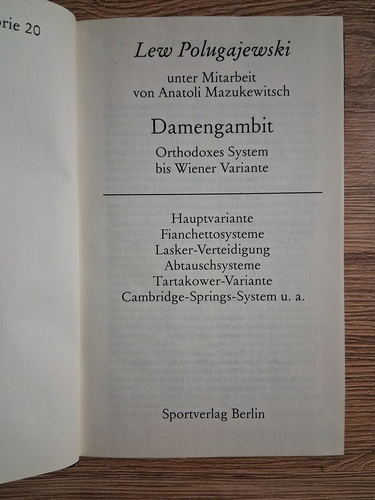 rie 20
Lew Polugajewski
unter Mitarbeit
von Anatoli Mazukewitsch
Damengambit
Orthodoxes System
bis Wiener Variante
Hauptvariante
Fianchettosysteme
Lasker-Verteidigung
Abtauschsysteme
Tartakower-Variante
Cambridge-Springs-System u. a.
Sportverlag Berlin